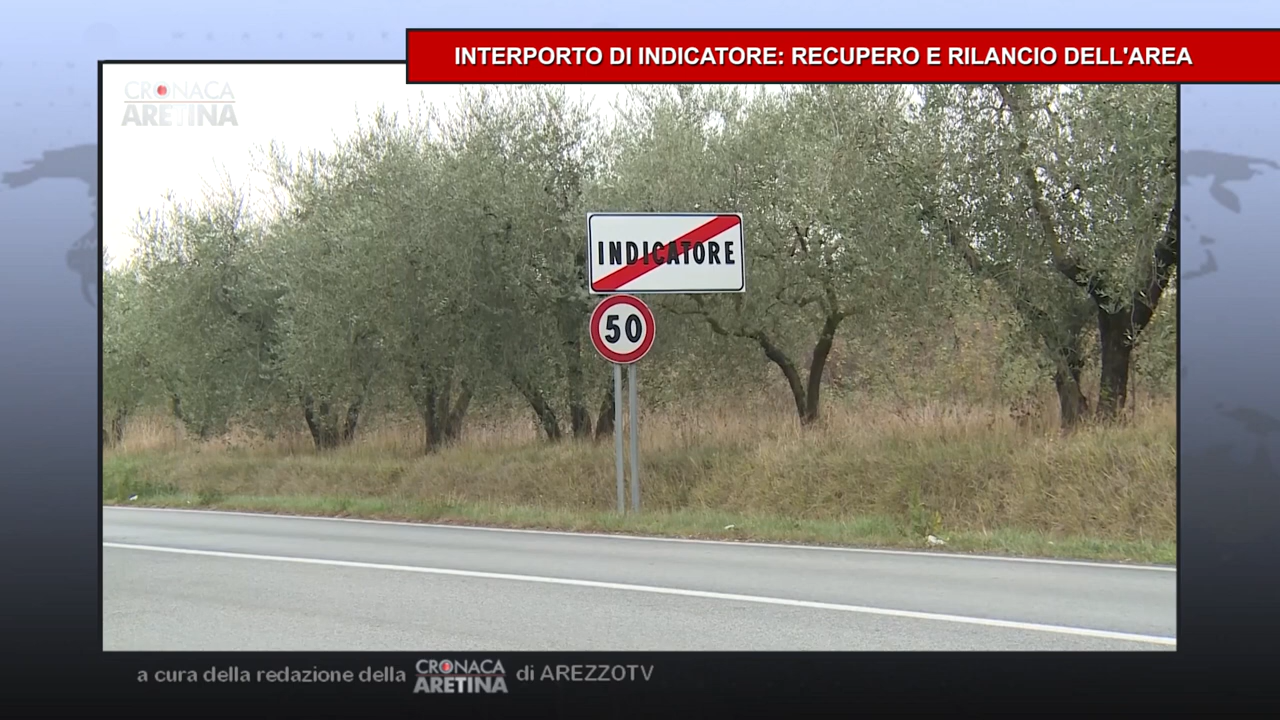 INTERPORTO DI INDICATORE: RECUPERO E RILANCIO DELL'AREA
CRONACA
ARETINA
INDICATORE
50
a cura della redazione della CRONACA ARETINA di AREZZOTV